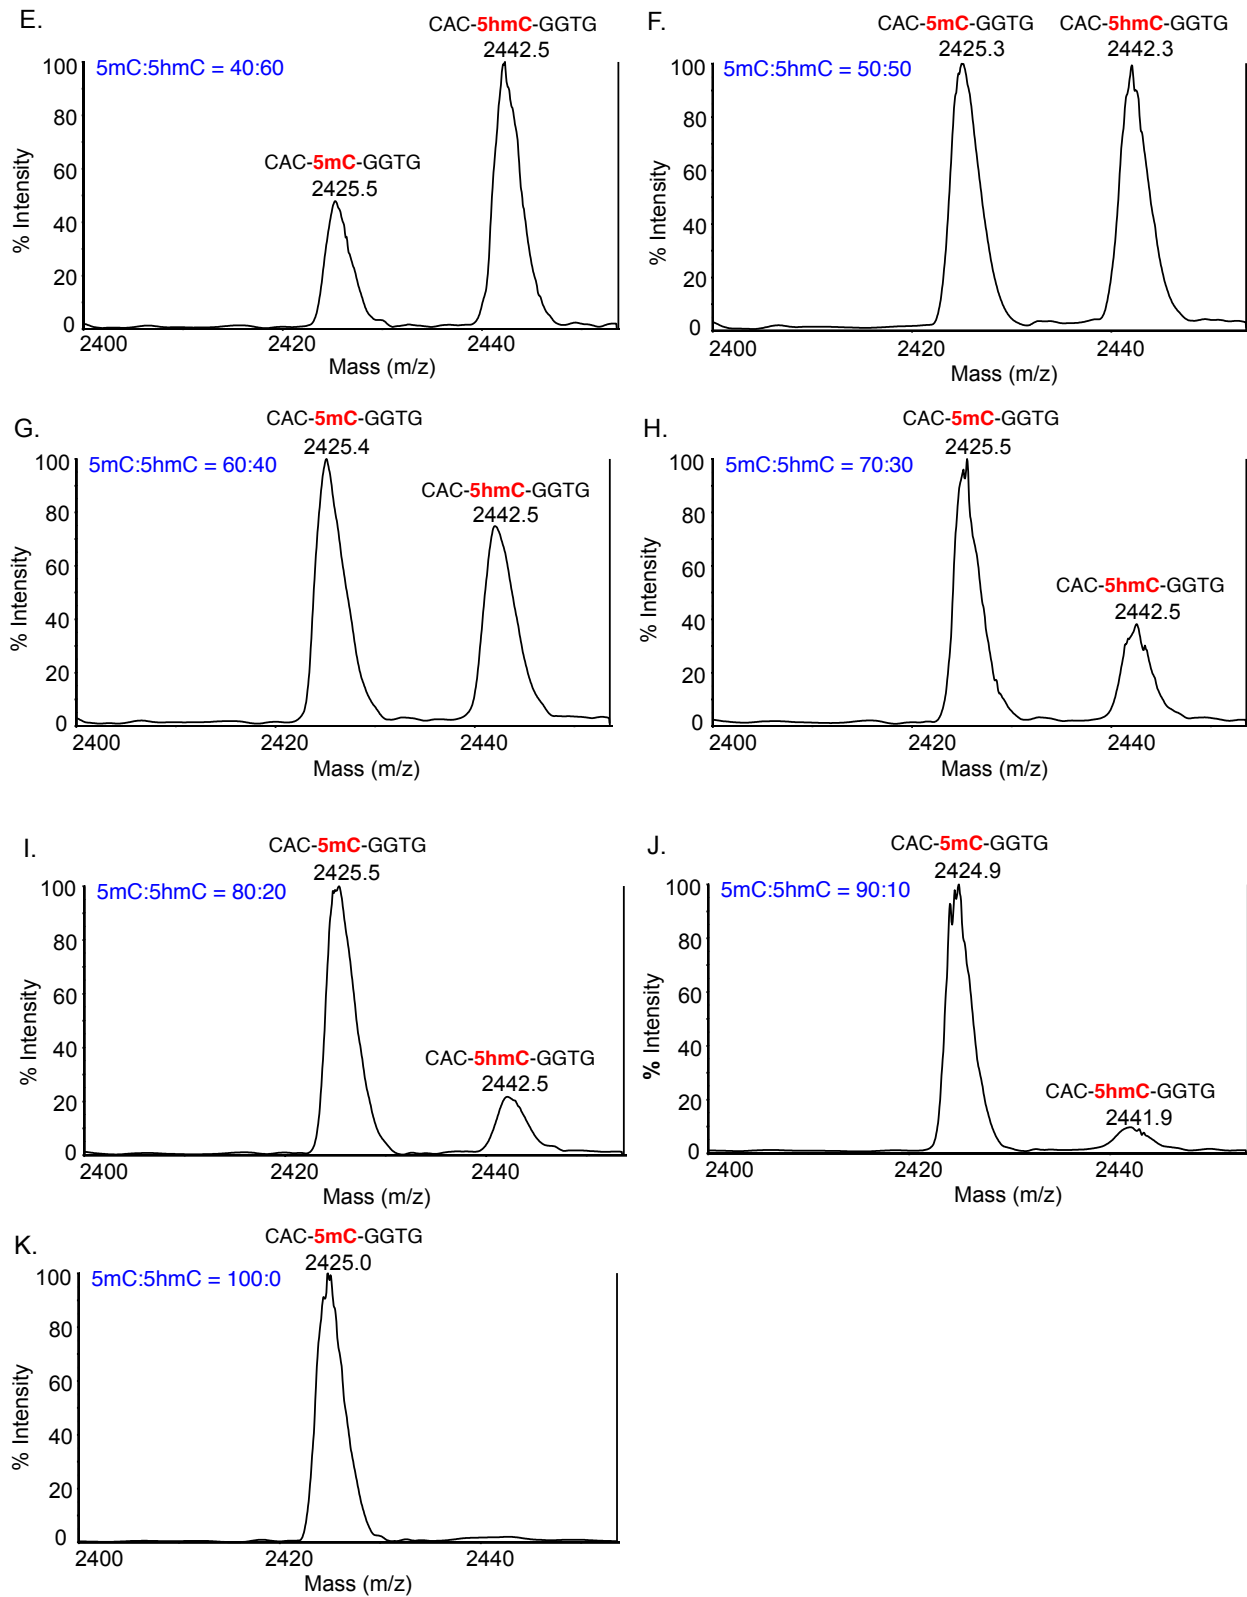 E.
CAC-5hmC-GGTG
2442.5
5mC:5hmC = 40:60
CAC-5mC-GGTG
2425.5
100
80
60
40
20
0
% Intensity
2400
2420
2440
Mass (m/z)
F.
CAC-5mC-GGTG
2425.3
CAC-5hmC-GGTG
2442.3
5mC:5hmC = 50:50
100
80
60
40
20
0
% Intensity
2400
2420
2440
Mass (m/z)
G.
CAC-5mC-GGTG
2425.4
5mC:5hmC = 60:40
CAC-5hmC-GGTG
2442.5
100
80
60
40
20
0
% Intensity
2400
2420
2440
Mass (m/z)
H.
CAC-5mC-GGTG
2425.5
5mC:5hmC = 70:30
CAC-5hmC-GGTG
2442.5
100
80
60
40
20
0
% Intensity
2400
2420
2440
Mass (m/z)
I.
CAC-5mC-GGTG
2425.5
5mC:5hmC = 80:20
CAC-5hmC-GGTG
2442.5
100
80
60
40
20
0
% Intensity
2400
2420
2440
Mass (m/z)
J.
CAC-5mC-GGTG
2424.9
5mC:5hmC = 90:10
CAC-5hmC-GGTG
2441.9
100
80
60
40
20
0
% Intensity
2400
2420
2440
Mass (m/z)
K.
CAC-5mC-GGTG
2425.0
5mC:5hmC = 100:0
100
80
60
40
20
0
% Intensity
2400
2420
2440
Mass (m/z)